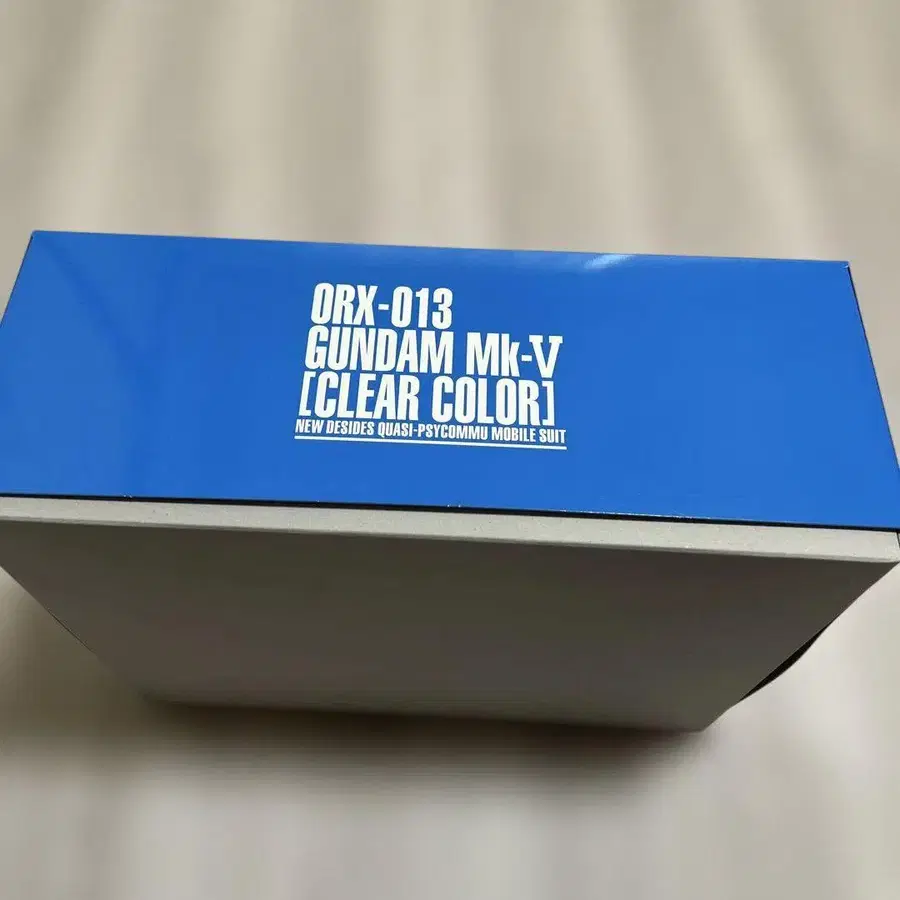 ORX-013
GUNDAM Mk-V
[CLEAR COLOR]
NEW DESIDES QUASI-PSYCOMMU MOBILE SUIT